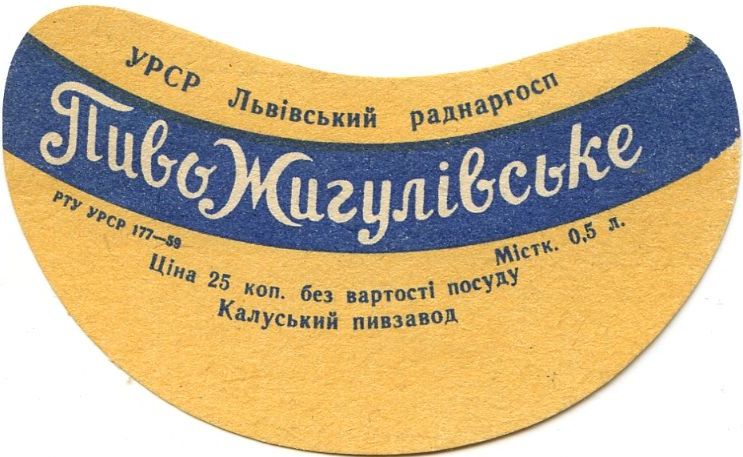 УРСР Львівський раднаргосп
Пиво Жигулівське
РТУ УРСР 177—59
Містк. 0,5 л.
Ціна 25 коп. без вартості посуду
Калуський пивзавод